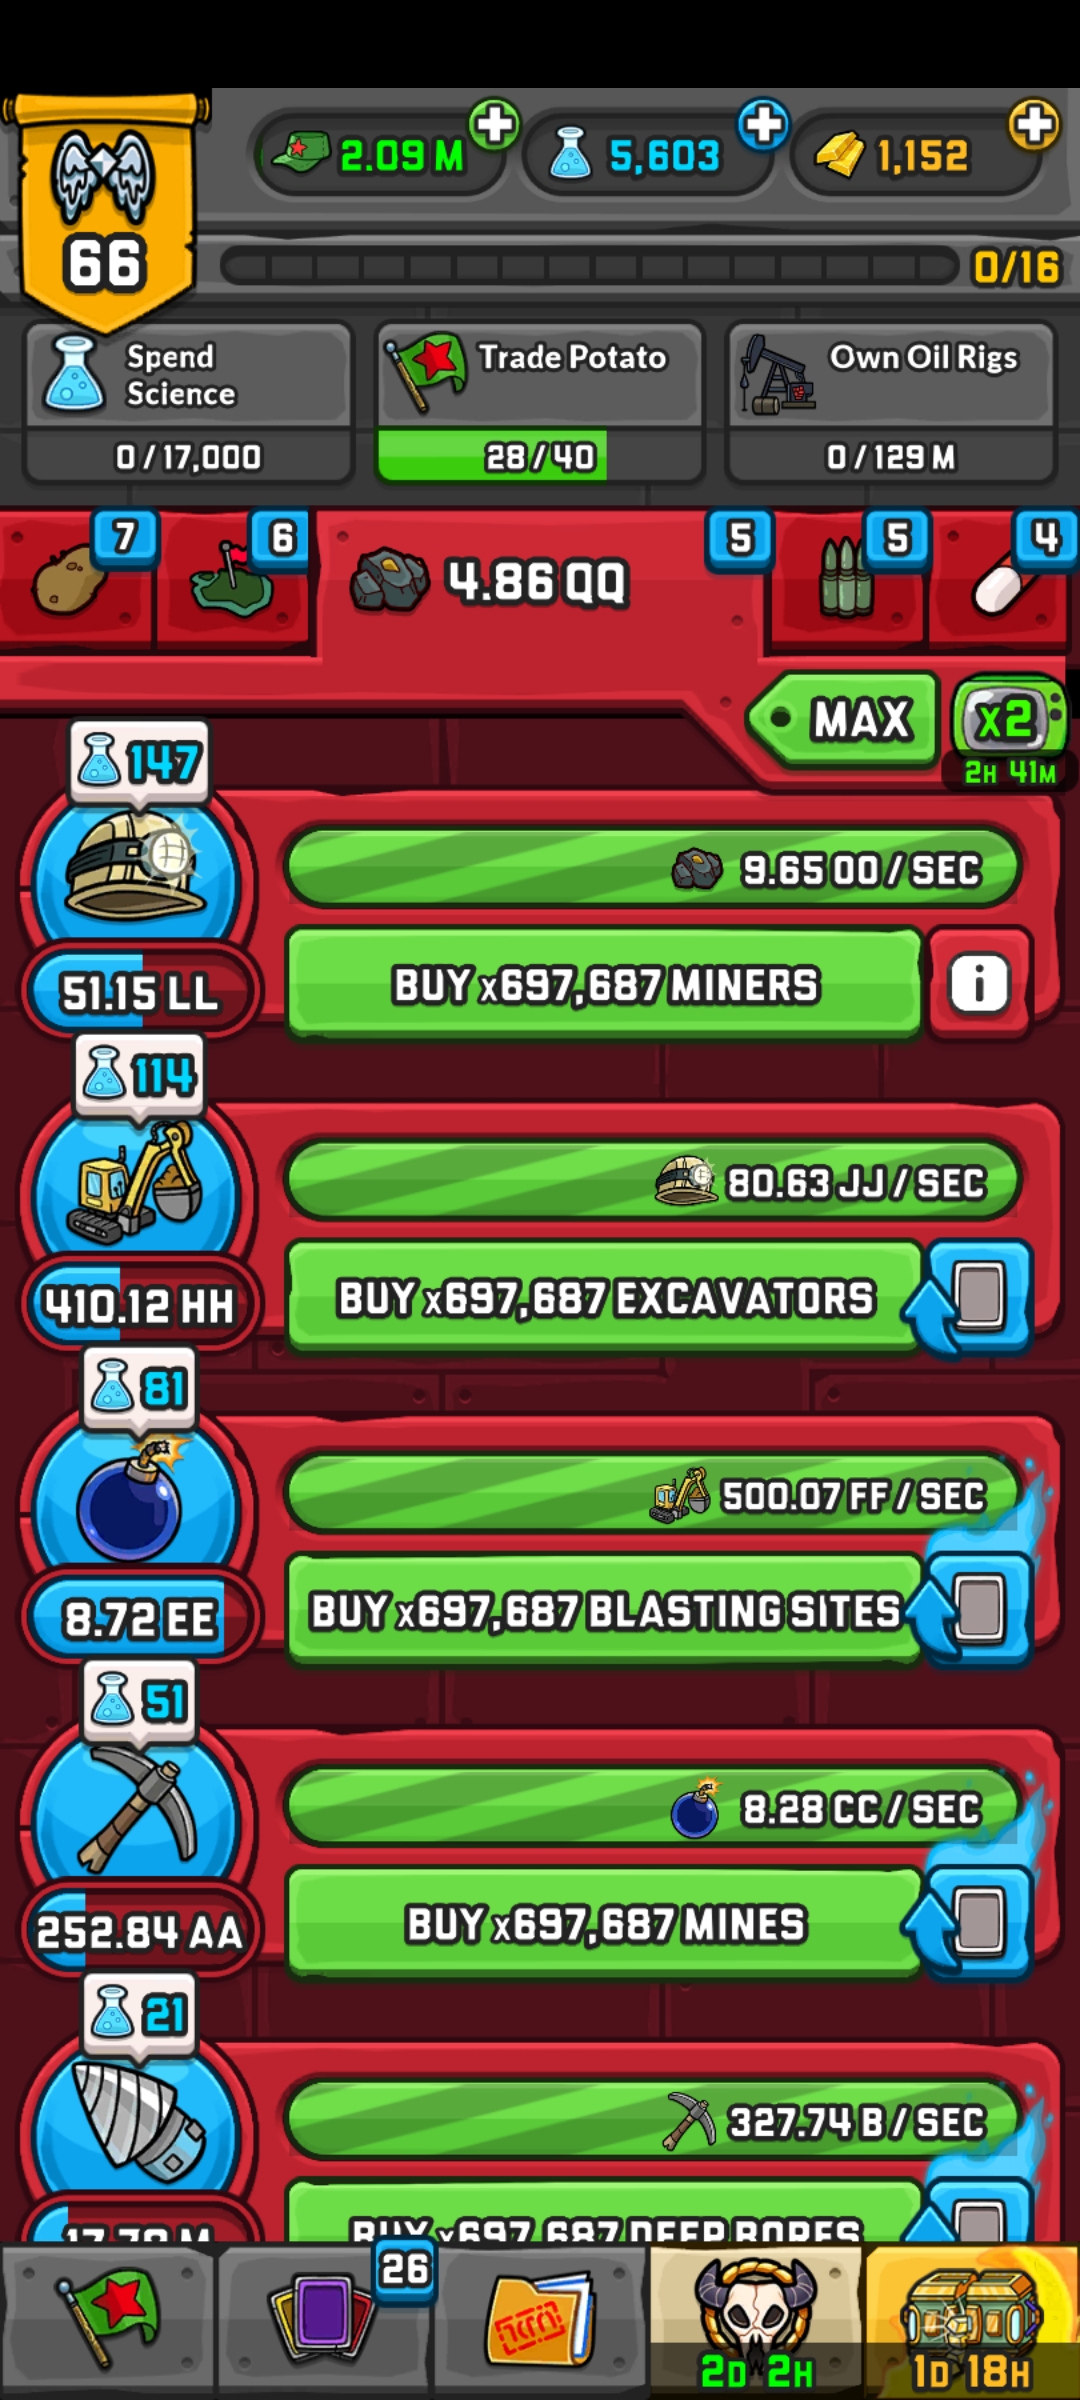 2.09 M
5,603
1,152
66
0/16
Spend
Science
Trade Potato
Own Oil Rigs
0 / 17,000
28 / 40
0 / 129 M
7
6
4.86 QQ
5
5
4
MAX
x2
2H 41M
147
9.65 OO / SEC
51.15 LL
BUY x697,687 MINERS
i
114
80.63 JJ / SEC
410.12 HH
BUY x697,687 EXCAVATORS
81
500.07 FF / SEC
8.72 EE
BUY x697,687 BLASTING SITES
51
8.28 CC / SEC
252.84 AA
BUY x697,687 MINES
21
327.74 B / SEC
17.78 M
BUY x697,687 DEEP BORES
26
2D 2H
1D 18H